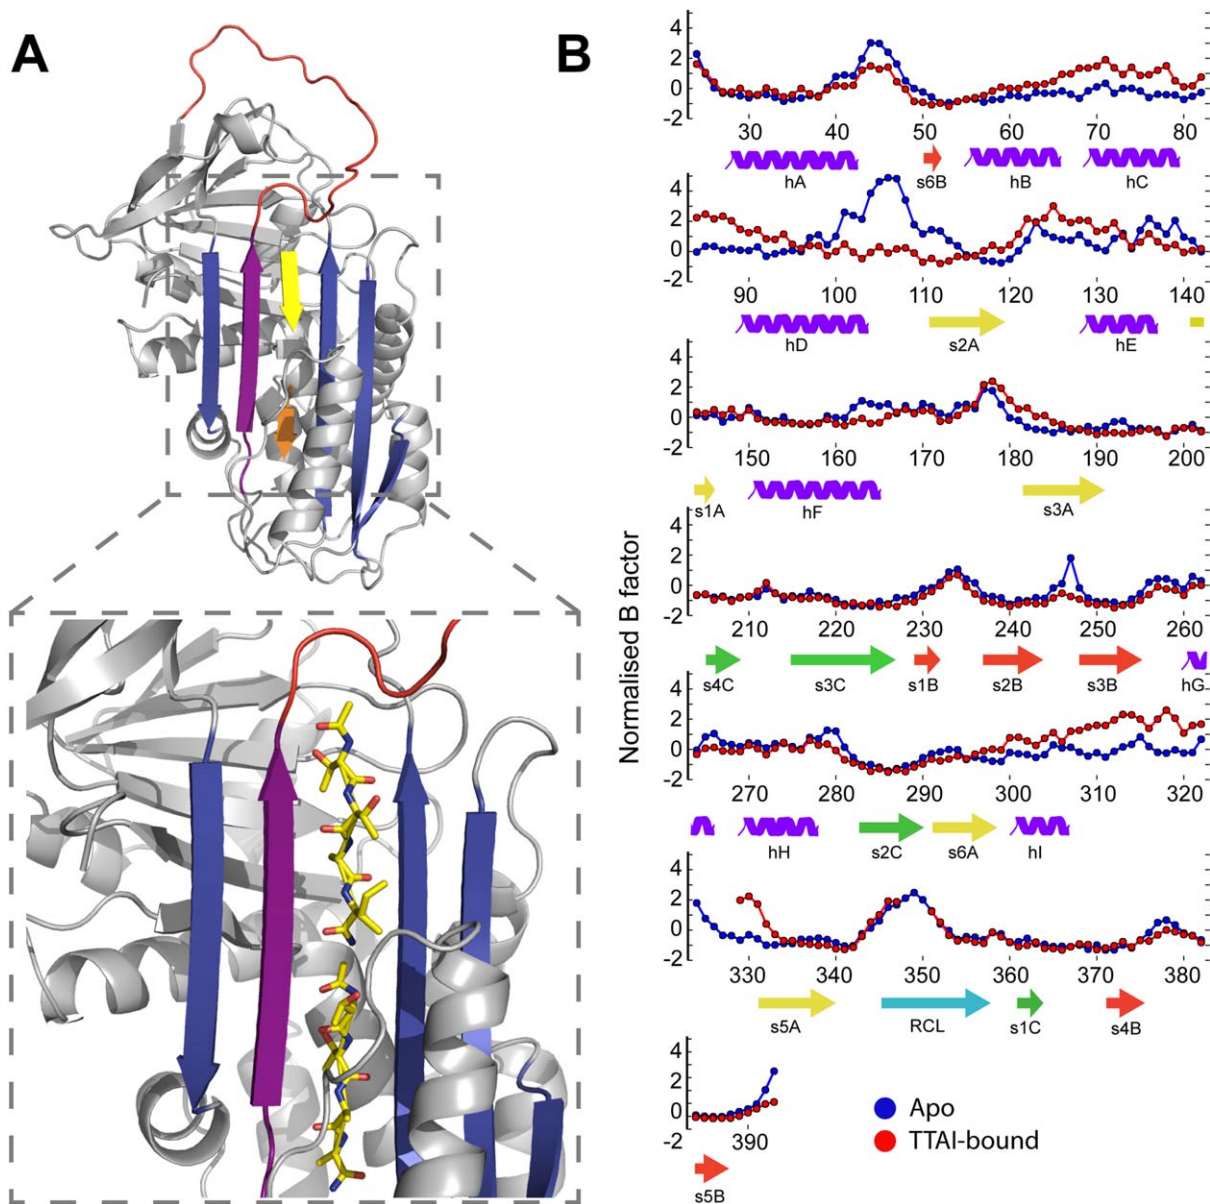 A
B
Normalised B factor
4
2
0
-2
30 40 50 60 70 80
hA s6B hB hC
4
2
0
-2
90 100 110 120 130 140
hD s2A hE
4
2
0
-2
150 160 170 180 190 200
s1A hF s3A
4
2
0
-2
210 220 230 240 250 260
s4C s3C s1B s2B s3B hG
4
2
0
-2
270 280 290 300 310 320
hH s2C s6A hI
4
2
0
-2
330 340 350 360 370 380
s5A RCL s1C s4B
4
2
0
-2
390
s5B
Apo
TTAI-bound